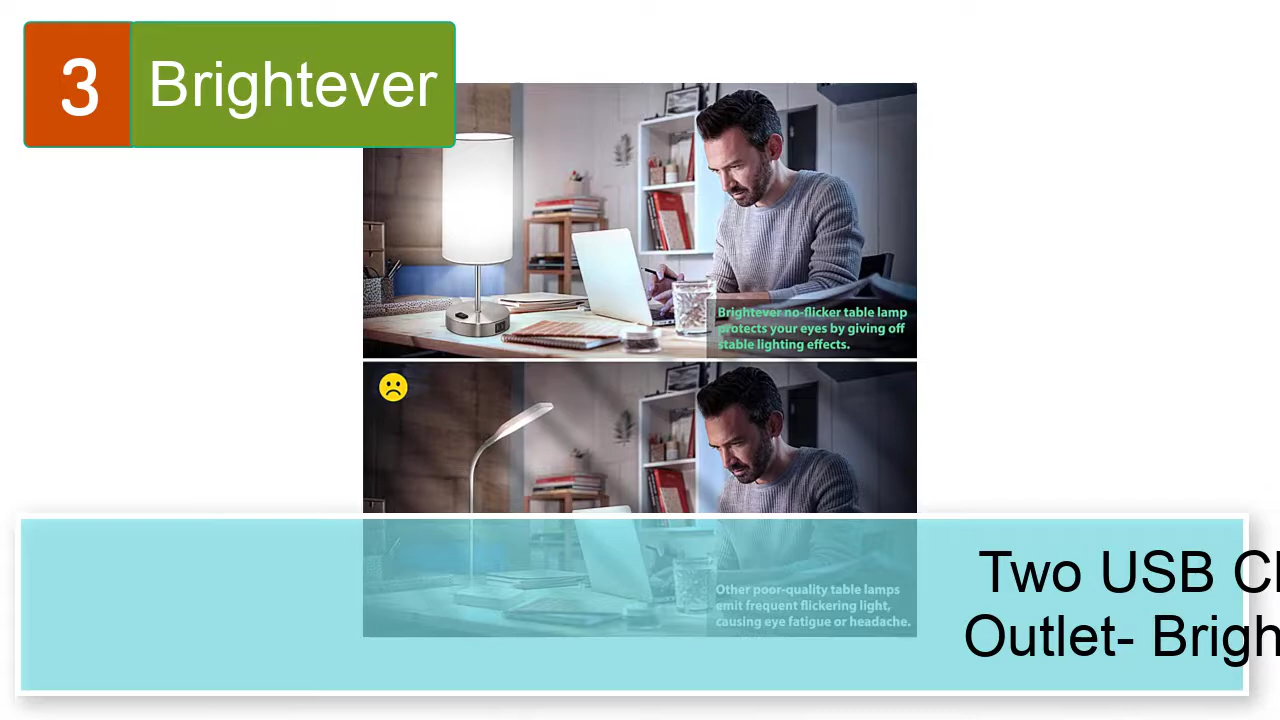 3
Brightever
Brightever no-flicker table lamp
protects your eyes by giving off
stable lighting effects.
Other poor-quality table lamps
emit frequent flickering light,
causing eye fatigue or headache.
Two USB
Outlet-